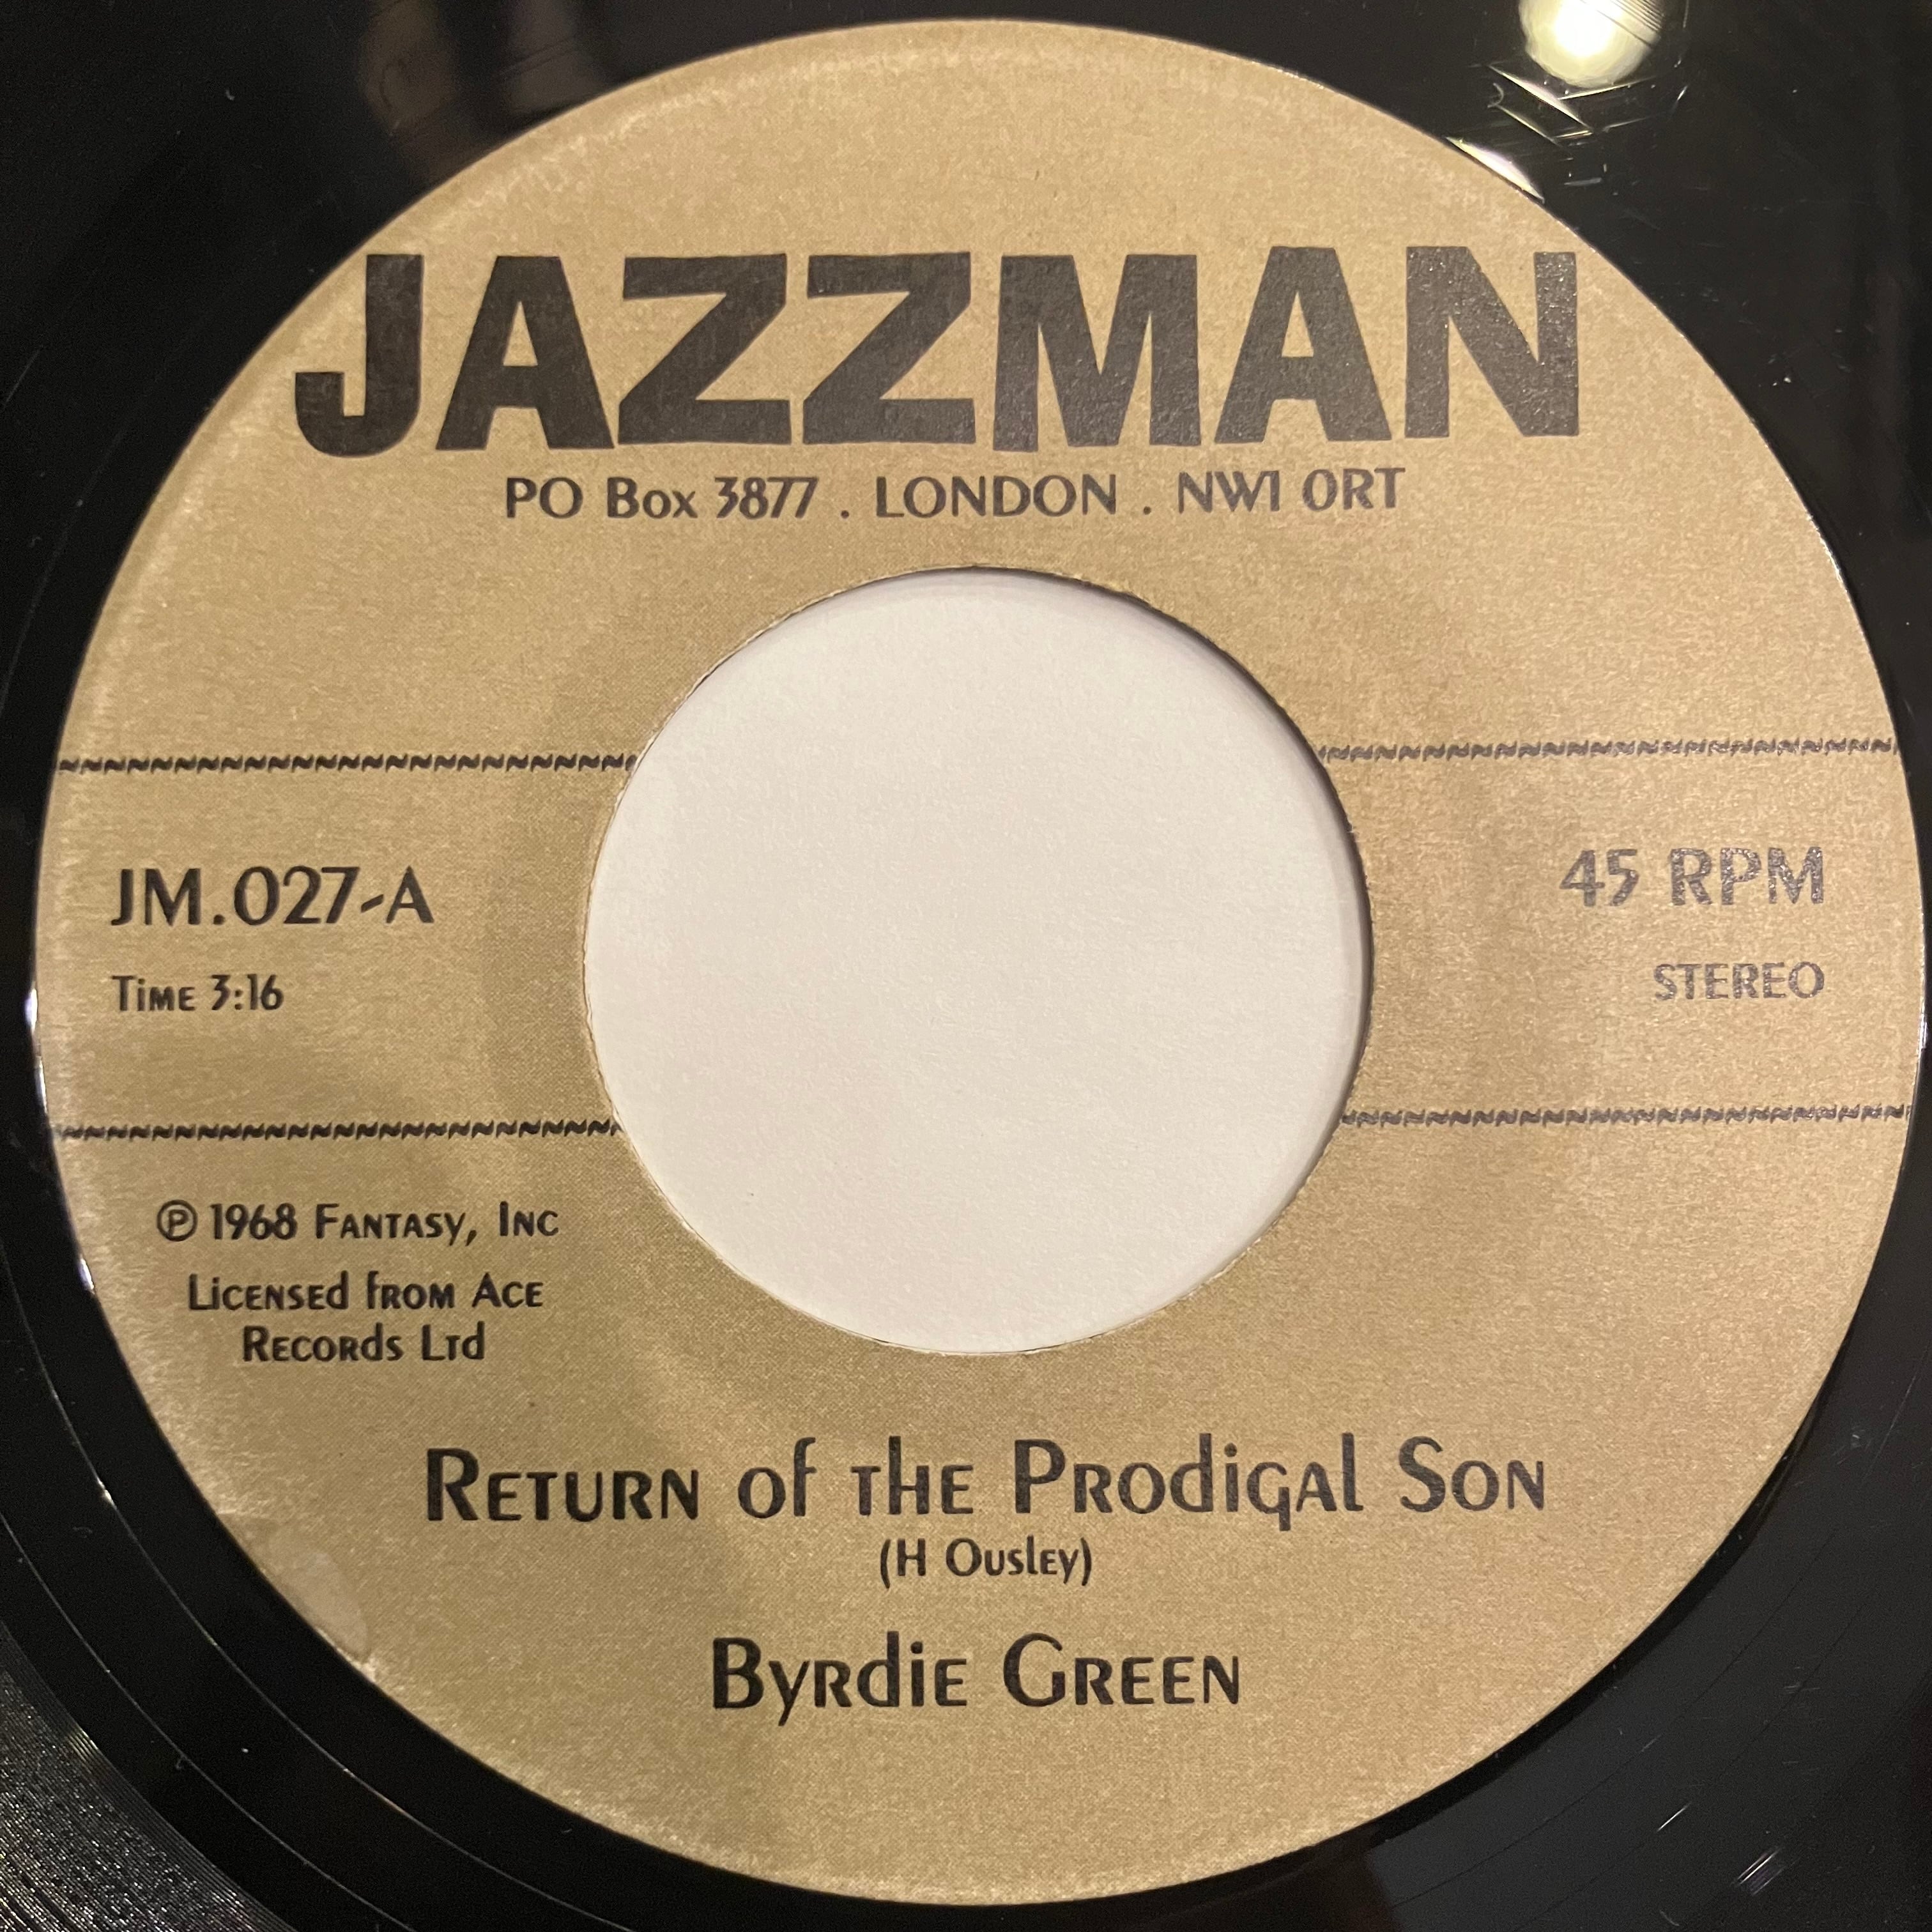 JAZZMAN
PO Box 3877 . LONDON . NW1 0RT
JM.027-A
Time 3:16
45 RPM
STEREO
℗ 1968 Fantasy, Inc
Licensed from Ace
Records Ltd
Return of the Prodigal Son
(H Ousley)
Byrdie Green